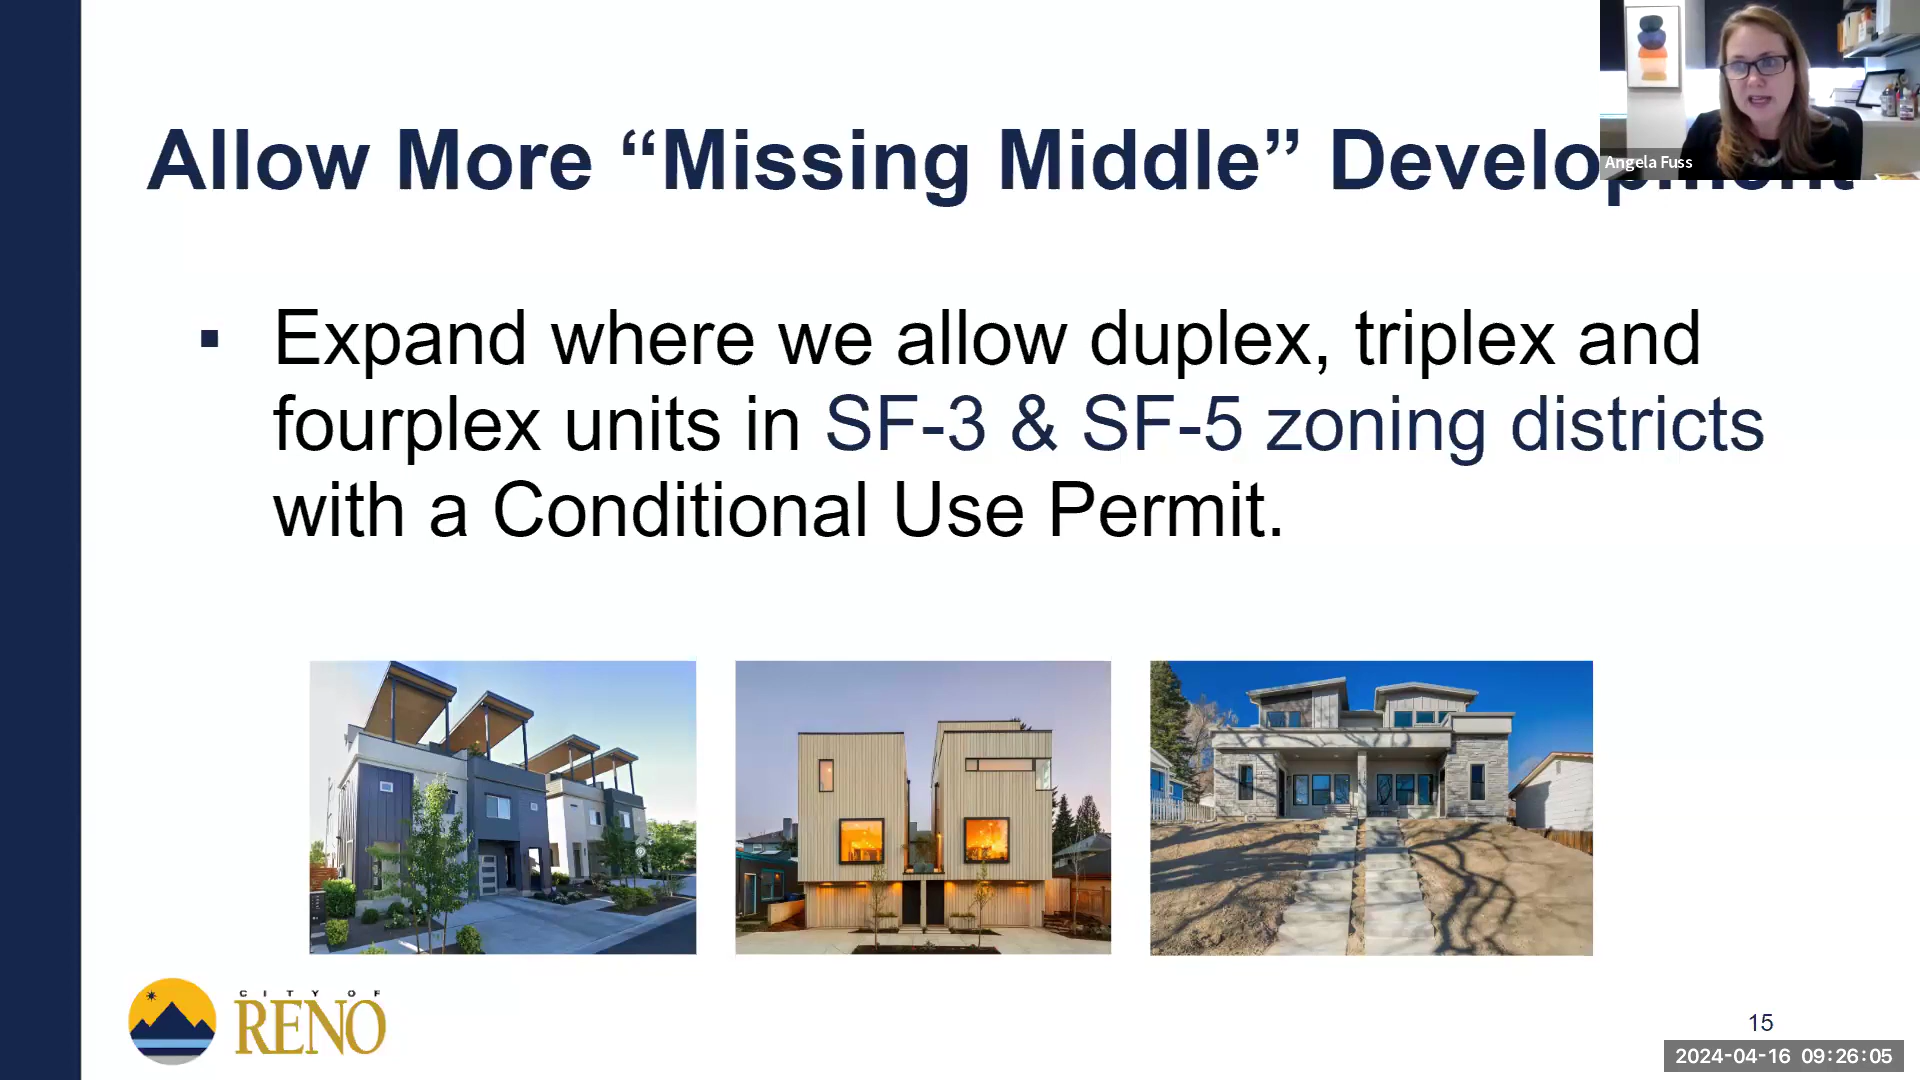 Allow More “Missing Middle” Development
Angela Fuss
▪ Expand where we allow duplex, triplex and
fourplex units in SF-3 & SF-5 zoning districts
with a Conditional Use Permit.
CITY OF
RENO
15
2024-04-16 09:26:05